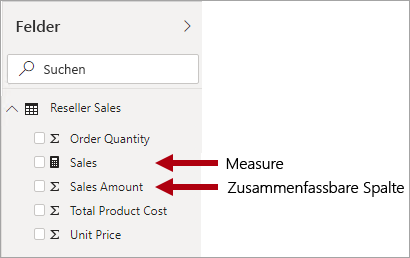 Felder
Suchen
Reseller Sales
Order Quantity
Sales
Measure
Sales Amount
Zusammenfassbare Spalte
Total Product Cost
Unit Price